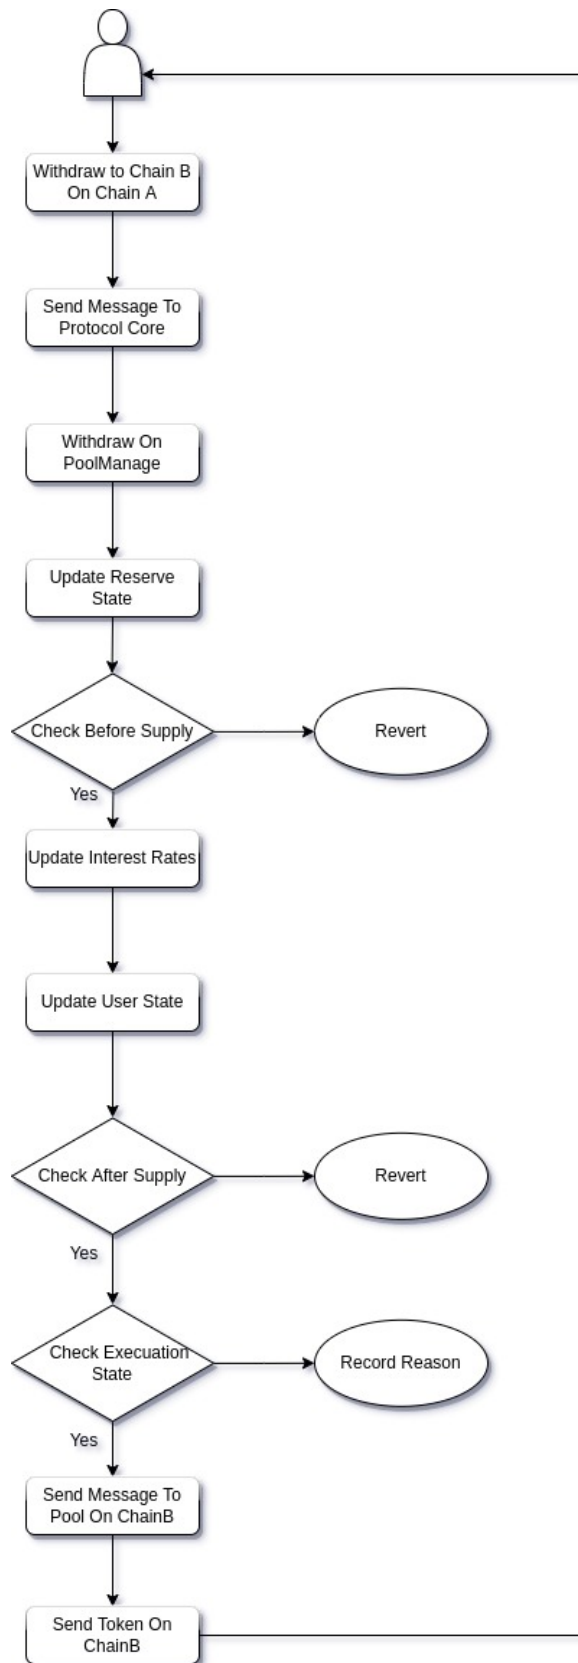 Withdraw to Chain B
On Chain A
Send Message To
Protocol Core
Withdraw On
PoolManage
Update Reserve
State
Check Before Supply
Revert
Yes
Update Interest Rates
Update User State
Check After Supply
Revert
Yes
Check Execuation
State
Record Reason
Yes
Send Message To
Pool On ChainB
Send Token On
ChainB